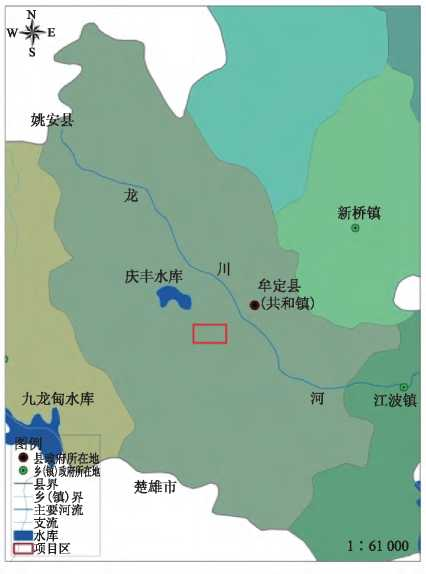 N
W E
S
姚安县
龙
新桥镇
川
庆丰水库
牟定县
(共和镇)
九龙甸水库
河
江波镇
图例
县政府所在地
乡(镇)政府所在地
县界
乡(镇)界
主要河流
支流
水库
项目区
楚雄市
1∶61 000